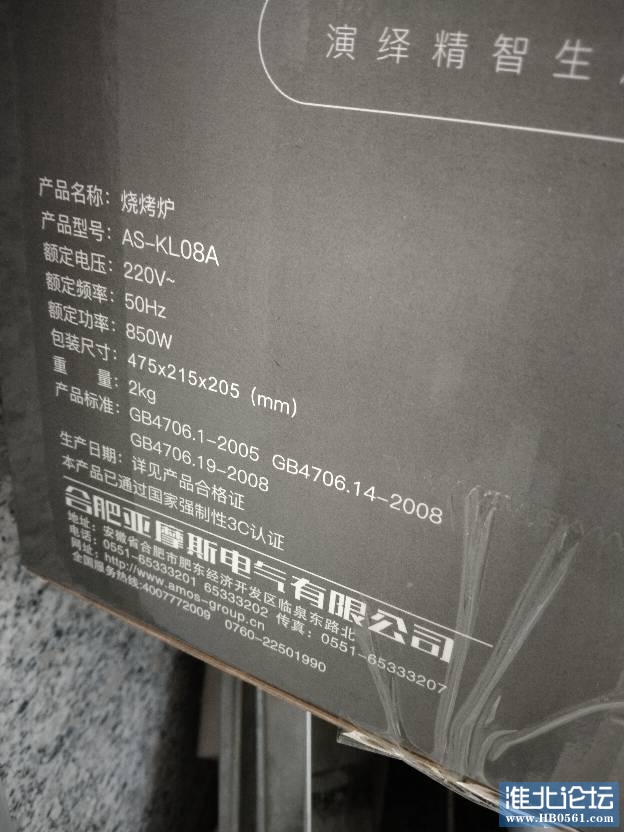 演绎精智生
产品名称：烧烤炉
产品型号：AS-KL08A
额定电压：220V~
额定频率：50Hz
额定功率：850W
包装尺寸：475x215x205（mm）
重　　量：2kg
产品标准：GB4706.1-2005 GB4706.14-2008
GB4706.19-2008
生产日期：详见产品合格证
本产品已通过国家强制性3C认证
合肥亚摩斯电气有限公司
地址：安徽省合肥市肥东经济开发区临泉东路北
电话：0551-65333201 65333202 传真：0551-65333207
网址：http://www.amos-group.cn
全国服务热线:4007772009 0760-22501990
淮北论坛
www.HB0561.com